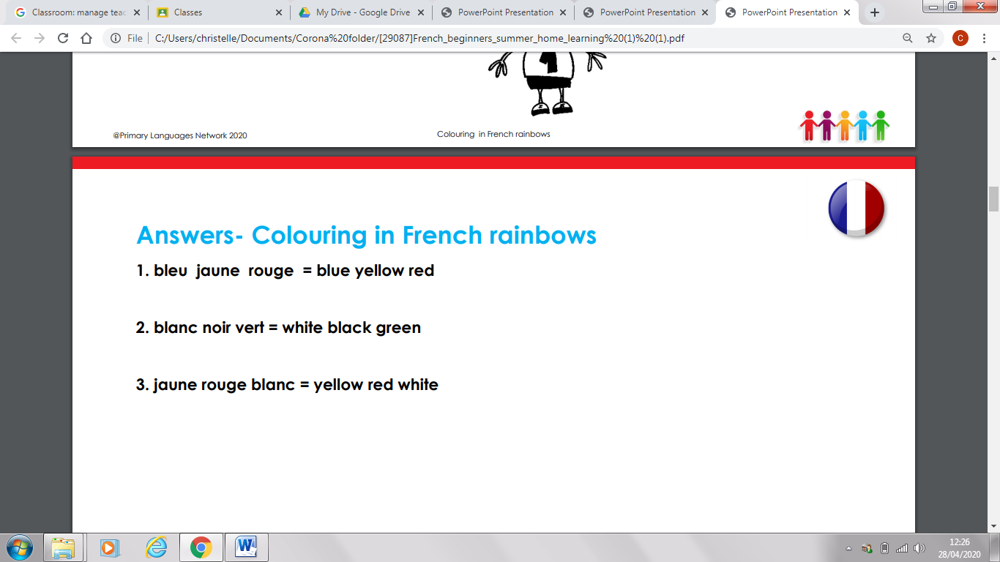 Classroom: manage teac
Classes
My Drive - Google Drive
PowerPoint Presentation
PowerPoint Presentation
PowerPoint Presentation
File
C:/Users/christelle/Documents/Corona%20folder/[29087]French_beginners_summer_home_learning%20(1)%20(1).pdf
C
1
@Primary Languages Network 2020
Colouring in French rainbows
Answers- Colouring in French rainbows
1. bleu jaune rouge = blue yellow red
2. blanc noir vert = white black green
3. jaune rouge blanc = yellow red white
12:26
28/04/2020